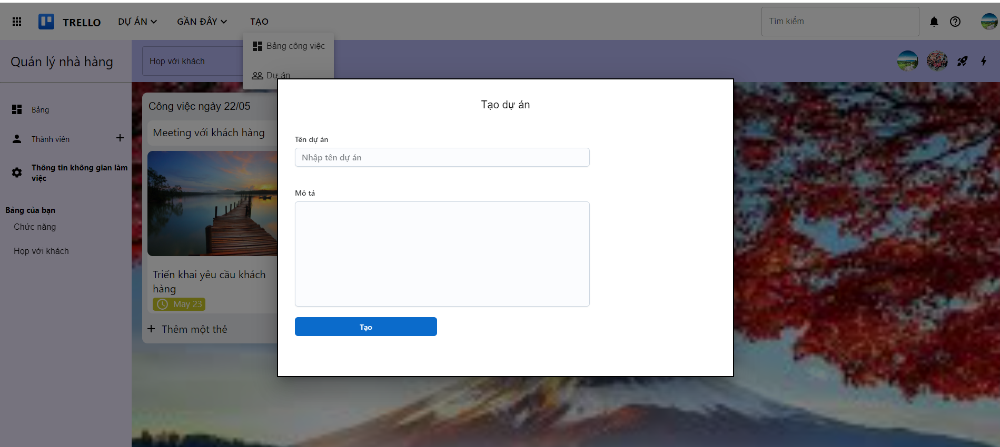 TRELLO
DỰ ÁN
GẦN ĐÂY
TẠO
Tìm kiếm
Bảng công việc
Dự án
Quản lý nhà hàng
Họp với khách
Bảng
Thành viên
Thông tin không gian làm
việc
Bảng của bạn
Chức năng
Họp với khách
Công việc ngày 22/05
Meeting với khách hàng
Triển khai yêu cầu khách
hàng
May 23
Thêm một thẻ
Tạo dự án
Tên dự án
Nhập tên dự án
Mô tả
Tạo